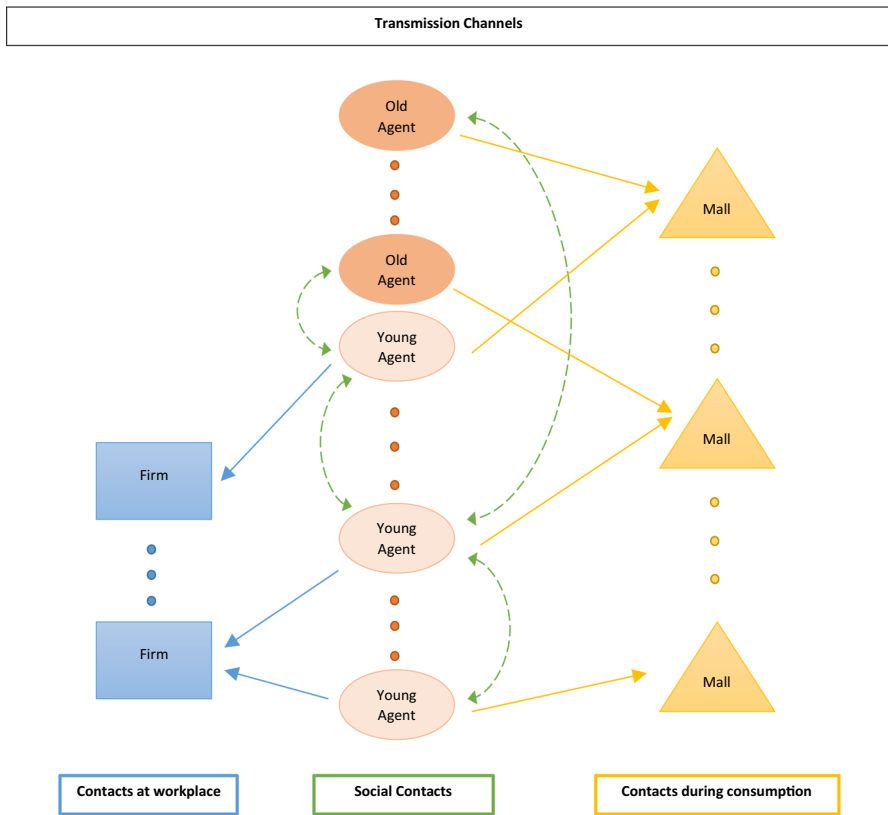 Transmission Channels
Old
Agent
Mall
Old
Agent
Young
Agent
Mall
Firm
Young
Agent
Firm
Mall
Young
Agent
Contacts at workplace
Social Contacts
Contacts during consumption